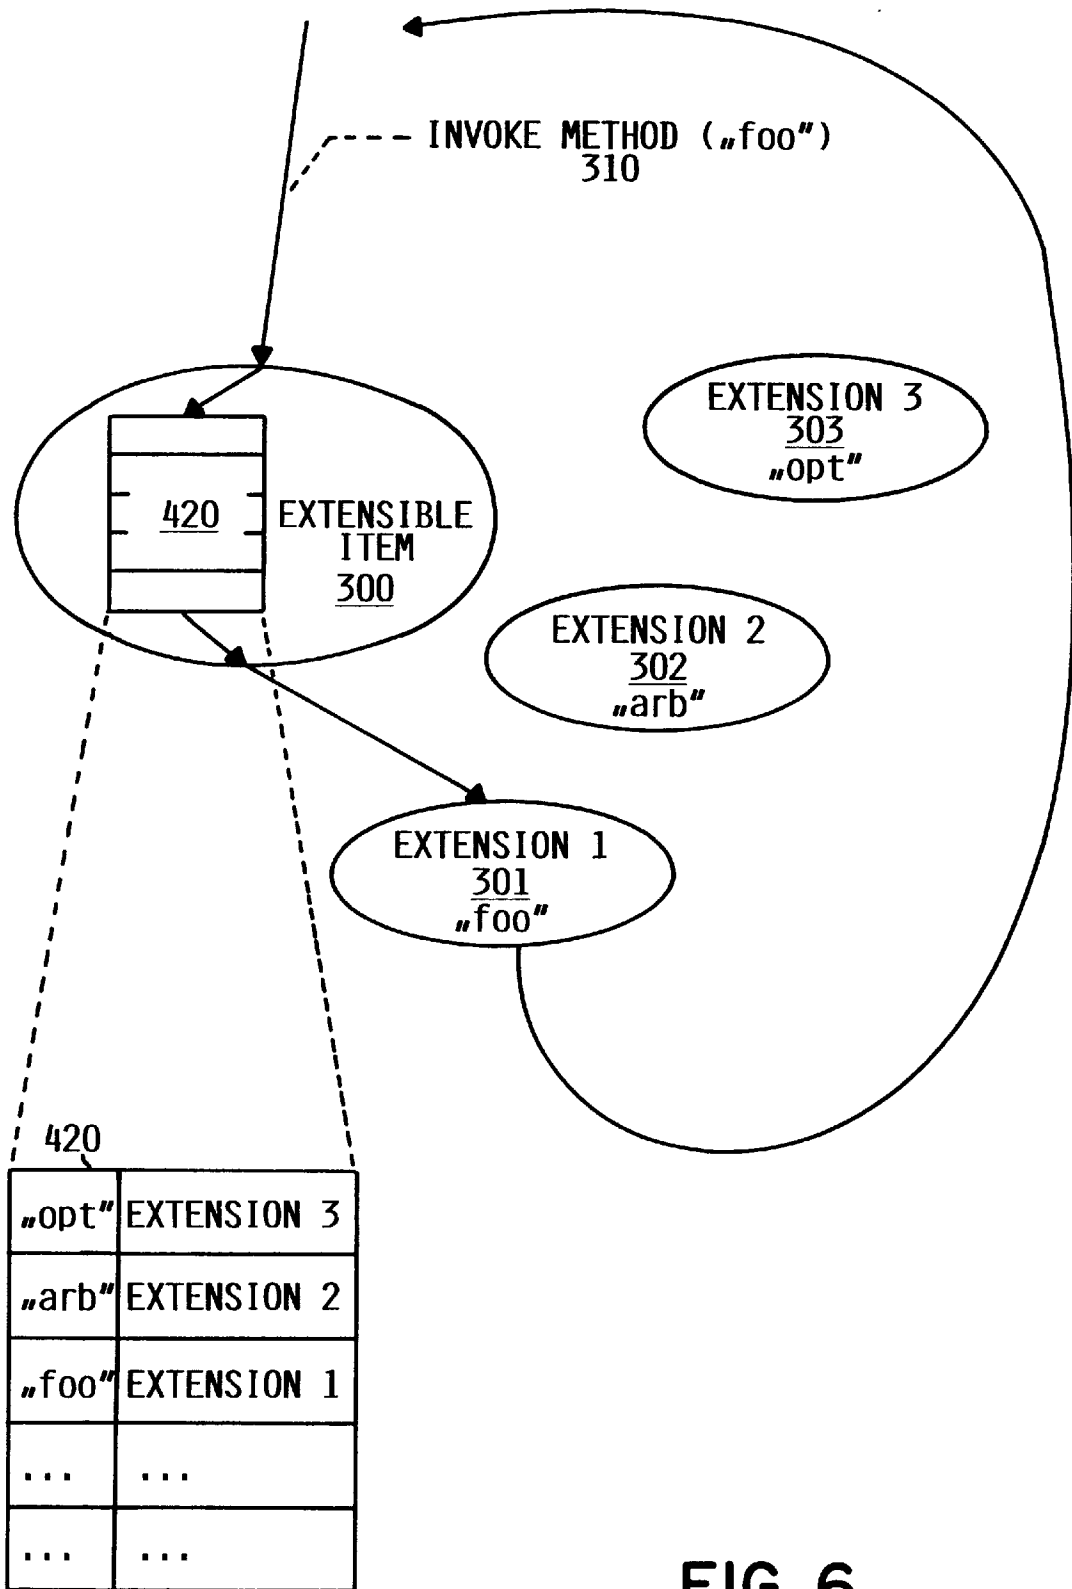 INVOKE METHOD („foo")
310
EXTENSION 3
303
„opt"
420
EXTENSIBLE
ITEM
300
EXTENSION 2
302
„arb"
EXTENSION 1
301
„foo"
420
„opt" EXTENSION 3
„arb" EXTENSION 2
„foo" EXTENSION 1
... ...
... ...
FIG. 6